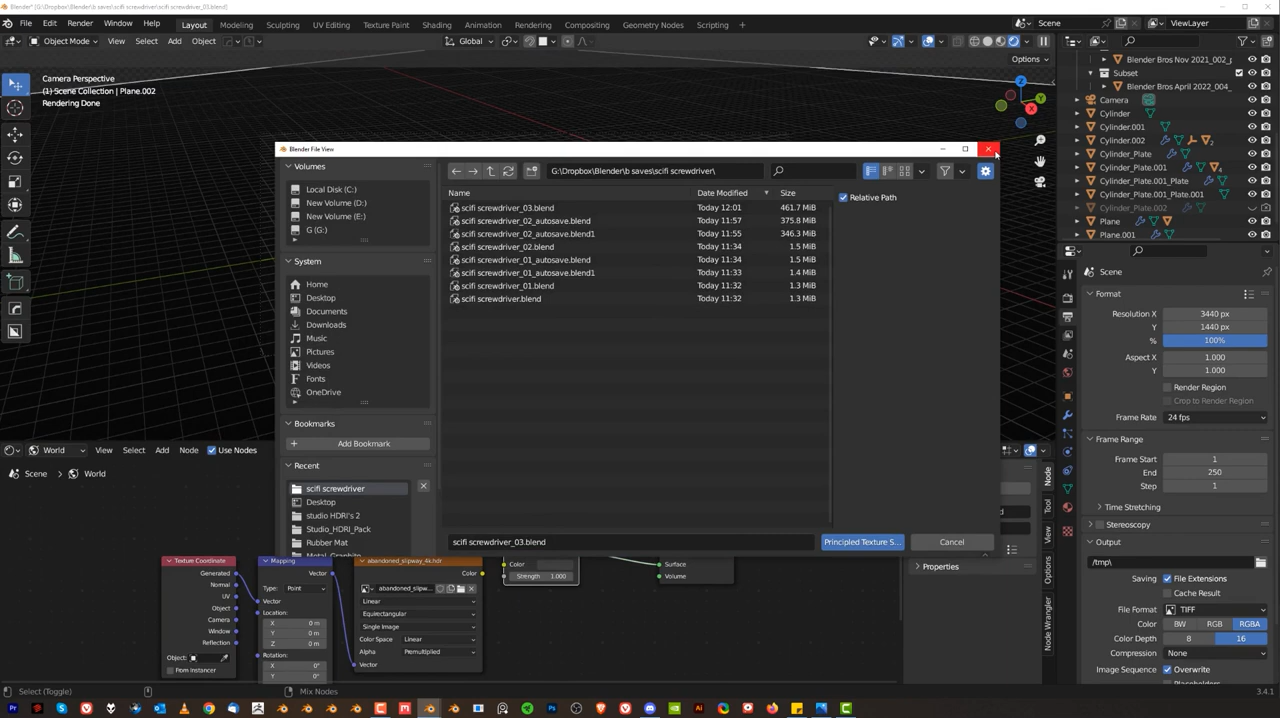 Blender* [G:\Dropbox\Blender\b saves\scifi screwdriver\scifi screwdriver_03.blend]
File Edit Render Window Help Layout Modeling Mapping UV Editing Texture Paint Shading Animation Rendering Compositing Geometry Nodes Scripting + Scene ViewLayer
Object Mode View Select Add Object Global
Options
Camera Perspective
(1) Scene Collection | Plane.002
Rendering Done
Blender Bros Nov 2021_002_
Subset
Blender Bros April 2022_004_
Camera
Cylinder
Cylinder.001
Cylinder.002
Cylinder_Plate
Cylinder_Plate.001
Cylinder_Plate.001_Plate
Cylinder_Plate.001_Plate.001
Cylinder_Plate.002
Plane
Plane.001
Blender File View
Volumes
Local Disk (C:)
New Volume (D:)
New Volume (E:)
G (G:)
System
Home
Desktop
Documents
Downloads
Music
Pictures
Videos
Fonts
OneDrive
Bookmarks
Add Bookmark
Recent
scifi screwdriver
Desktop
studio HDRI's 2
Studio_HDRI_Pack
Rubber Mat
Metal_Graphite
G:\Dropbox\Blender\b saves\scifi screwdriver\
Name Date Modified Size
scifi screwdriver_03.blend Today 12:01 461.7 MiB
scifi screwdriver_02_autosave.blend Today 11:57 375.8 MiB
scifi screwdriver_02_autosave.blend1 Today 11:55 346.3 MiB
scifi screwdriver_02.blend Today 11:34 1.5 MiB
scifi screwdriver_01_autosave.blend Today 11:34 1.5 MiB
scifi screwdriver_01_autosave.blend1 Today 11:33 1.4 MiB
scifi screwdriver_01.blend Today 11:32 1.3 MiB
scifi screwdriver.blend Today 11:32 1.3 MiB
Relative Path
scifi screwdriver_03.blend Principled Texture S... Cancel
Scene
Format
Resolution X 3440 px
Y 1440 px
% 100%
Aspect X 1.000
Y 1.000
Render Region
Crop to Render Region
Frame Rate 24 fps
Frame Range
Frame Start 1
End 250
Step 1
Time Stretching
Stereoscopy
Output
/tmp\
Saving File Extensions
Cache Result
File Format TIFF
Color BW RGB RGBA
Color Depth 8 16
Compression None
Image Sequence Overwrite
Placeholders
World View Select Add Node Use Nodes
Scene World
Texture Coordinate
Generated
Normal
UV
Object
Camera
Window
Reflection
Object:
From Instancer
Mapping
Vector
Type: Point
Vector
Location:
X 0 m
Y 0 m
Z 0 m
Rotation:
X 0°
Y 0°
abandoned_slipway_4k.hdr
Color
abandoned_slipw...
Linear
Equirectangular
Single Image
Color Space Linear
Alpha Premultiplied
Vector
Color
Strength 1.000
Surface
Volume
Properties
Node
Tool
View
Options
Node Wrangler
Select (Toggle) Mix Nodes 3.4.1